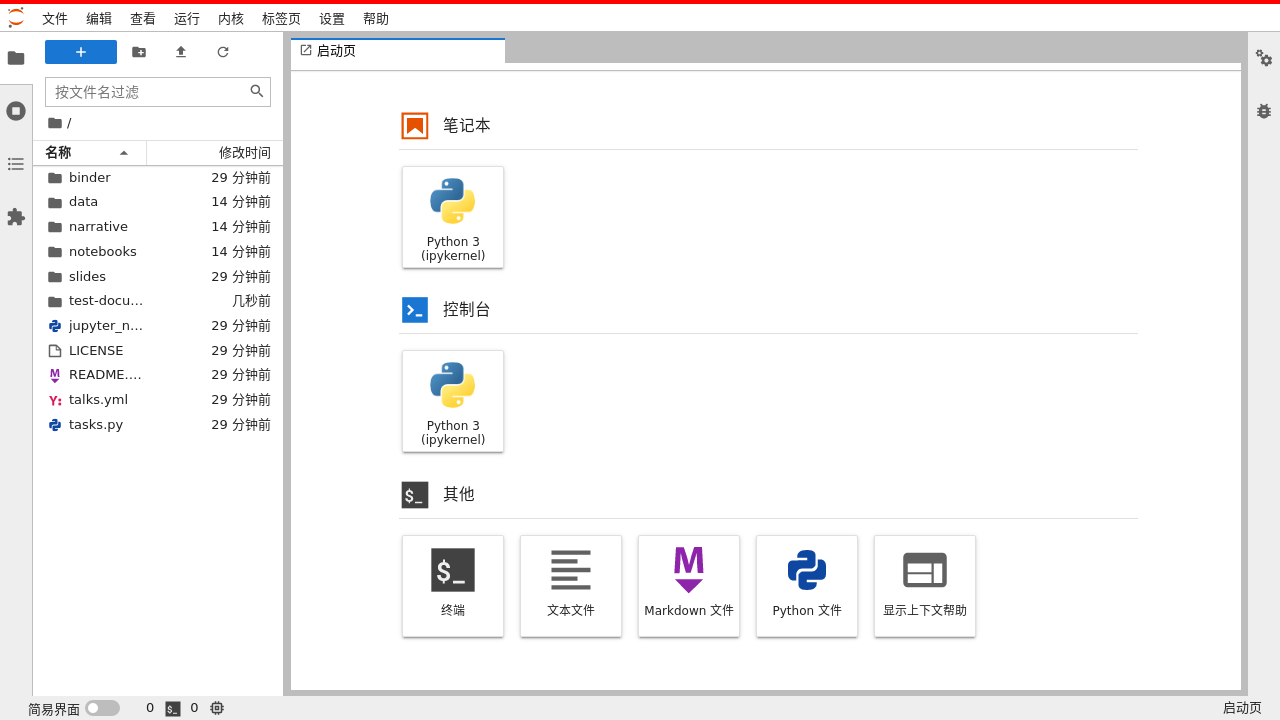 文件 编辑 查看 运行 内核 标签页 设置 帮助
启动页
按文件名过滤
/
名称 修改时间
binder 29 分钟前
data 14 分钟前
narrative 14 分钟前
notebooks 14 分钟前
slides 29 分钟前
test-docu… 几秒前
jupyter_n… 29 分钟前
LICENSE 29 分钟前
README.… 29 分钟前
talks.yml 29 分钟前
tasks.py 29 分钟前
笔记本
Python 3
(ipykernel)
控制台
Python 3
(ipykernel)
$_ 其他
$_
终端 文本文件 Markdown 文件 Python 文件 显示上下文帮助
简易界面 0 $_ 0 启动页